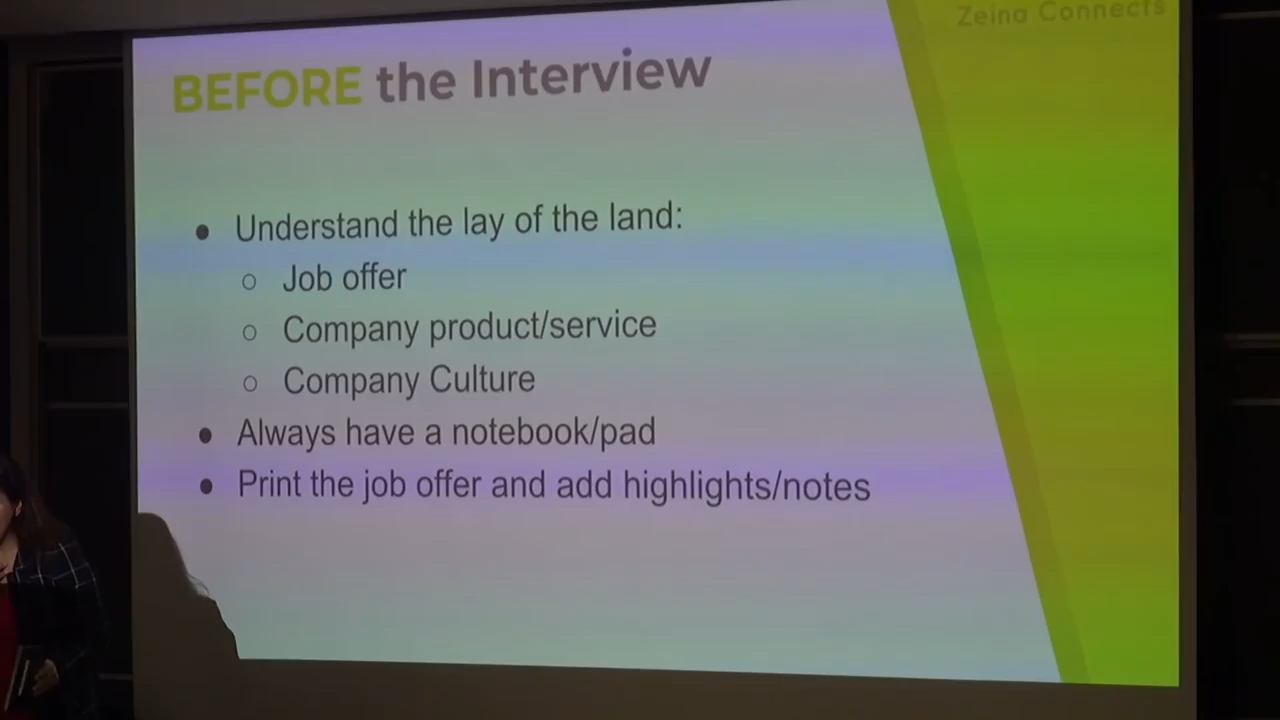 Zeina Connects
BEFORE the Interview
● Understand the lay of the land:
○ Job offer
○ Company product/service
○ Company Culture
● Always have a notebook/pad
● Print the job offer and add highlights/notes